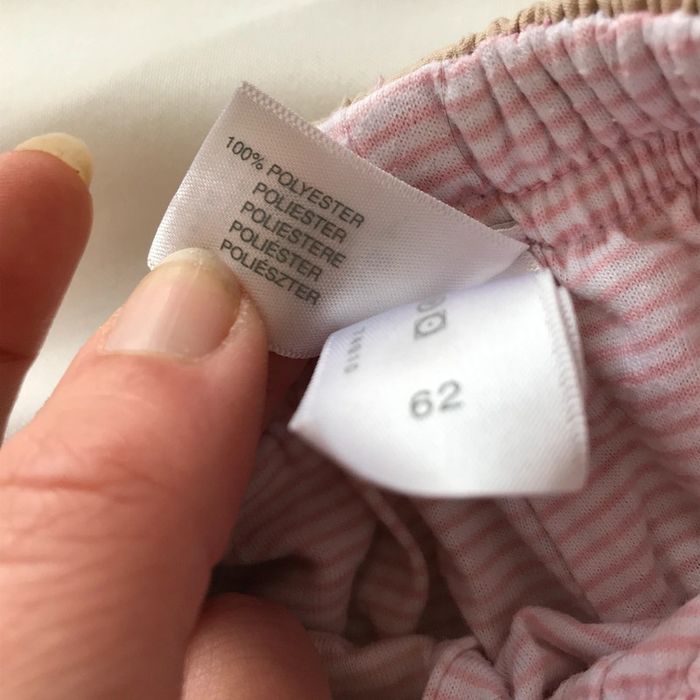 100% POLYESTER
POLIESTER
POLIESTERE
POLIÉSTER
POLIÉSZTER
62